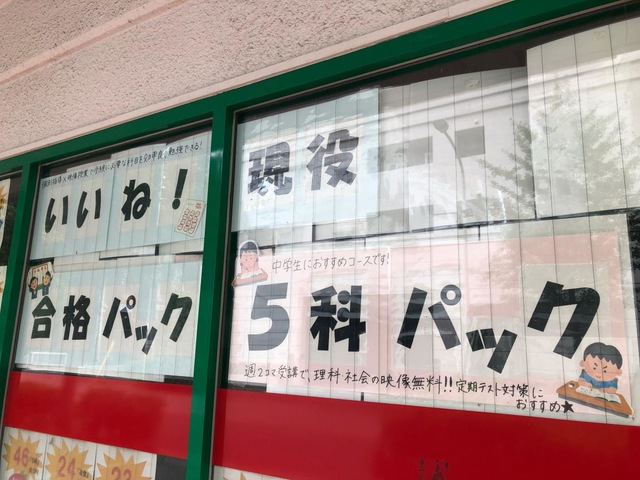 いいね！
合格パック
現役
中学生におすすめコースです！
5科パック
週2コマ受講で、理科 社会の映像無料!! 定期テスト対策に
おすすめ★
46
24